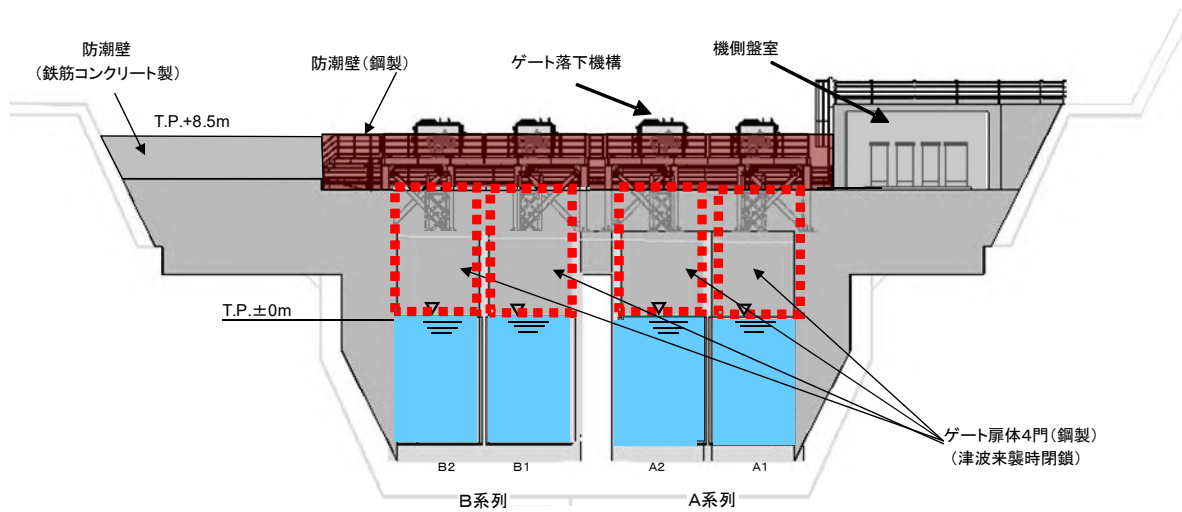 防潮壁
(鉄筋コンクリート製)
防潮壁(鋼製)
ゲート落下機構
機側盤室
T.P.+8.5m
T.P.±0m
ゲート扉体4門(鋼製)
(津波来襲時閉鎖)
B2 B1 A2 A1
B系列 A系列